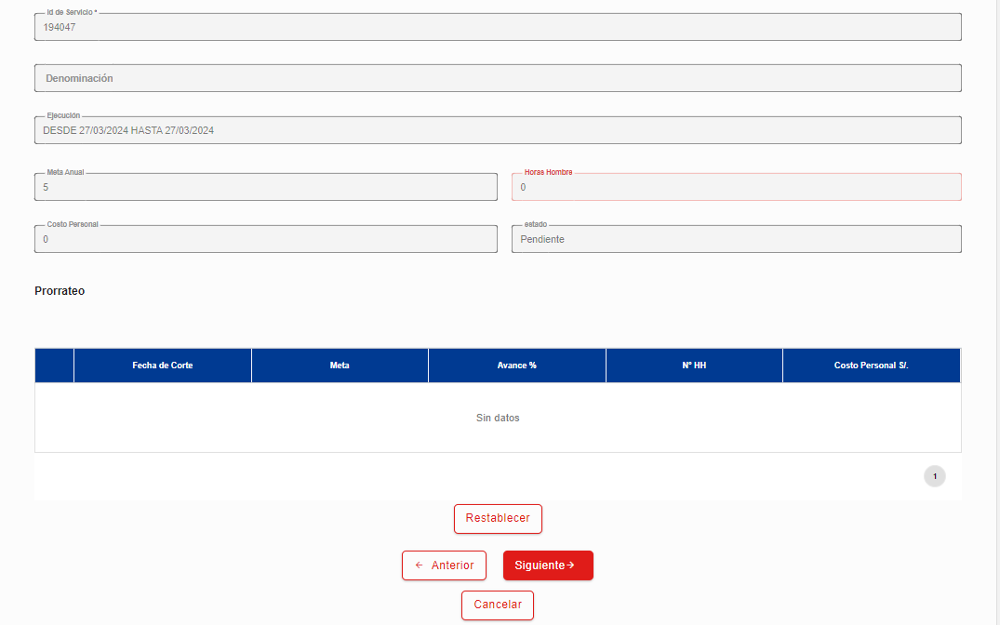 Id de Servicio *
194047
Denominación
Ejecución
DESDE 27/03/2024 HASTA 27/03/2024
Meta Anual
5
Horas Hombre
0
Costo Personal
0
estado
Pendiente
Prorrateo
Fecha de Corte Meta Avance % N° HH Costo Personal S/.
Sin datos
1
Restablecer
← Anterior Siguiente →
Cancelar